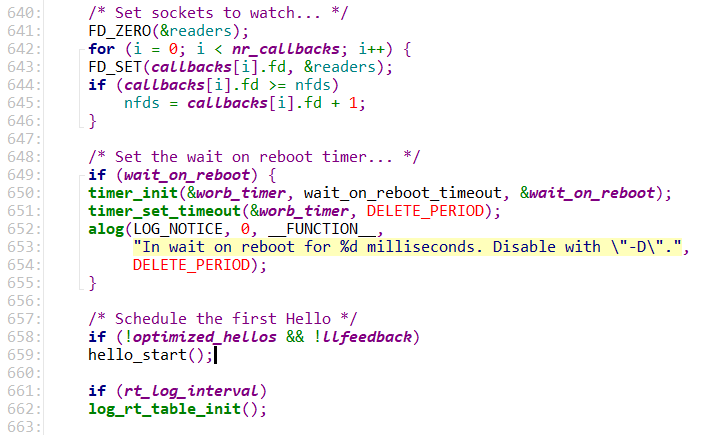 640: /* Set sockets to watch... */
641: FD_ZERO(&readers);
642: for (i = 0; i < nr_callbacks; i++) {
643: FD_SET(callbacks[i].fd, &readers);
644: if (callbacks[i].fd >= nfds)
645:     nfds = callbacks[i].fd + 1;
646: }
647:
648: /* Set the wait on reboot timer... */
649: if (wait_on_reboot) {
650: timer_init(&worb_timer, wait_on_reboot_timeout, &wait_on_reboot);
651: timer_set_timeout(&worb_timer, DELETE_PERIOD);
652: alog(LOG_NOTICE, 0, __FUNCTION__,
653:      "In wait on reboot for %d milliseconds. Disable with \"-D\".",
654:      DELETE_PERIOD);
655: }
656:
657: /* Schedule the first Hello */
658: if (!optimized_hellos && !llfeedback)
659: hello_start();
660:
661: if (rt_log_interval)
662: log_rt_table_init();
663: